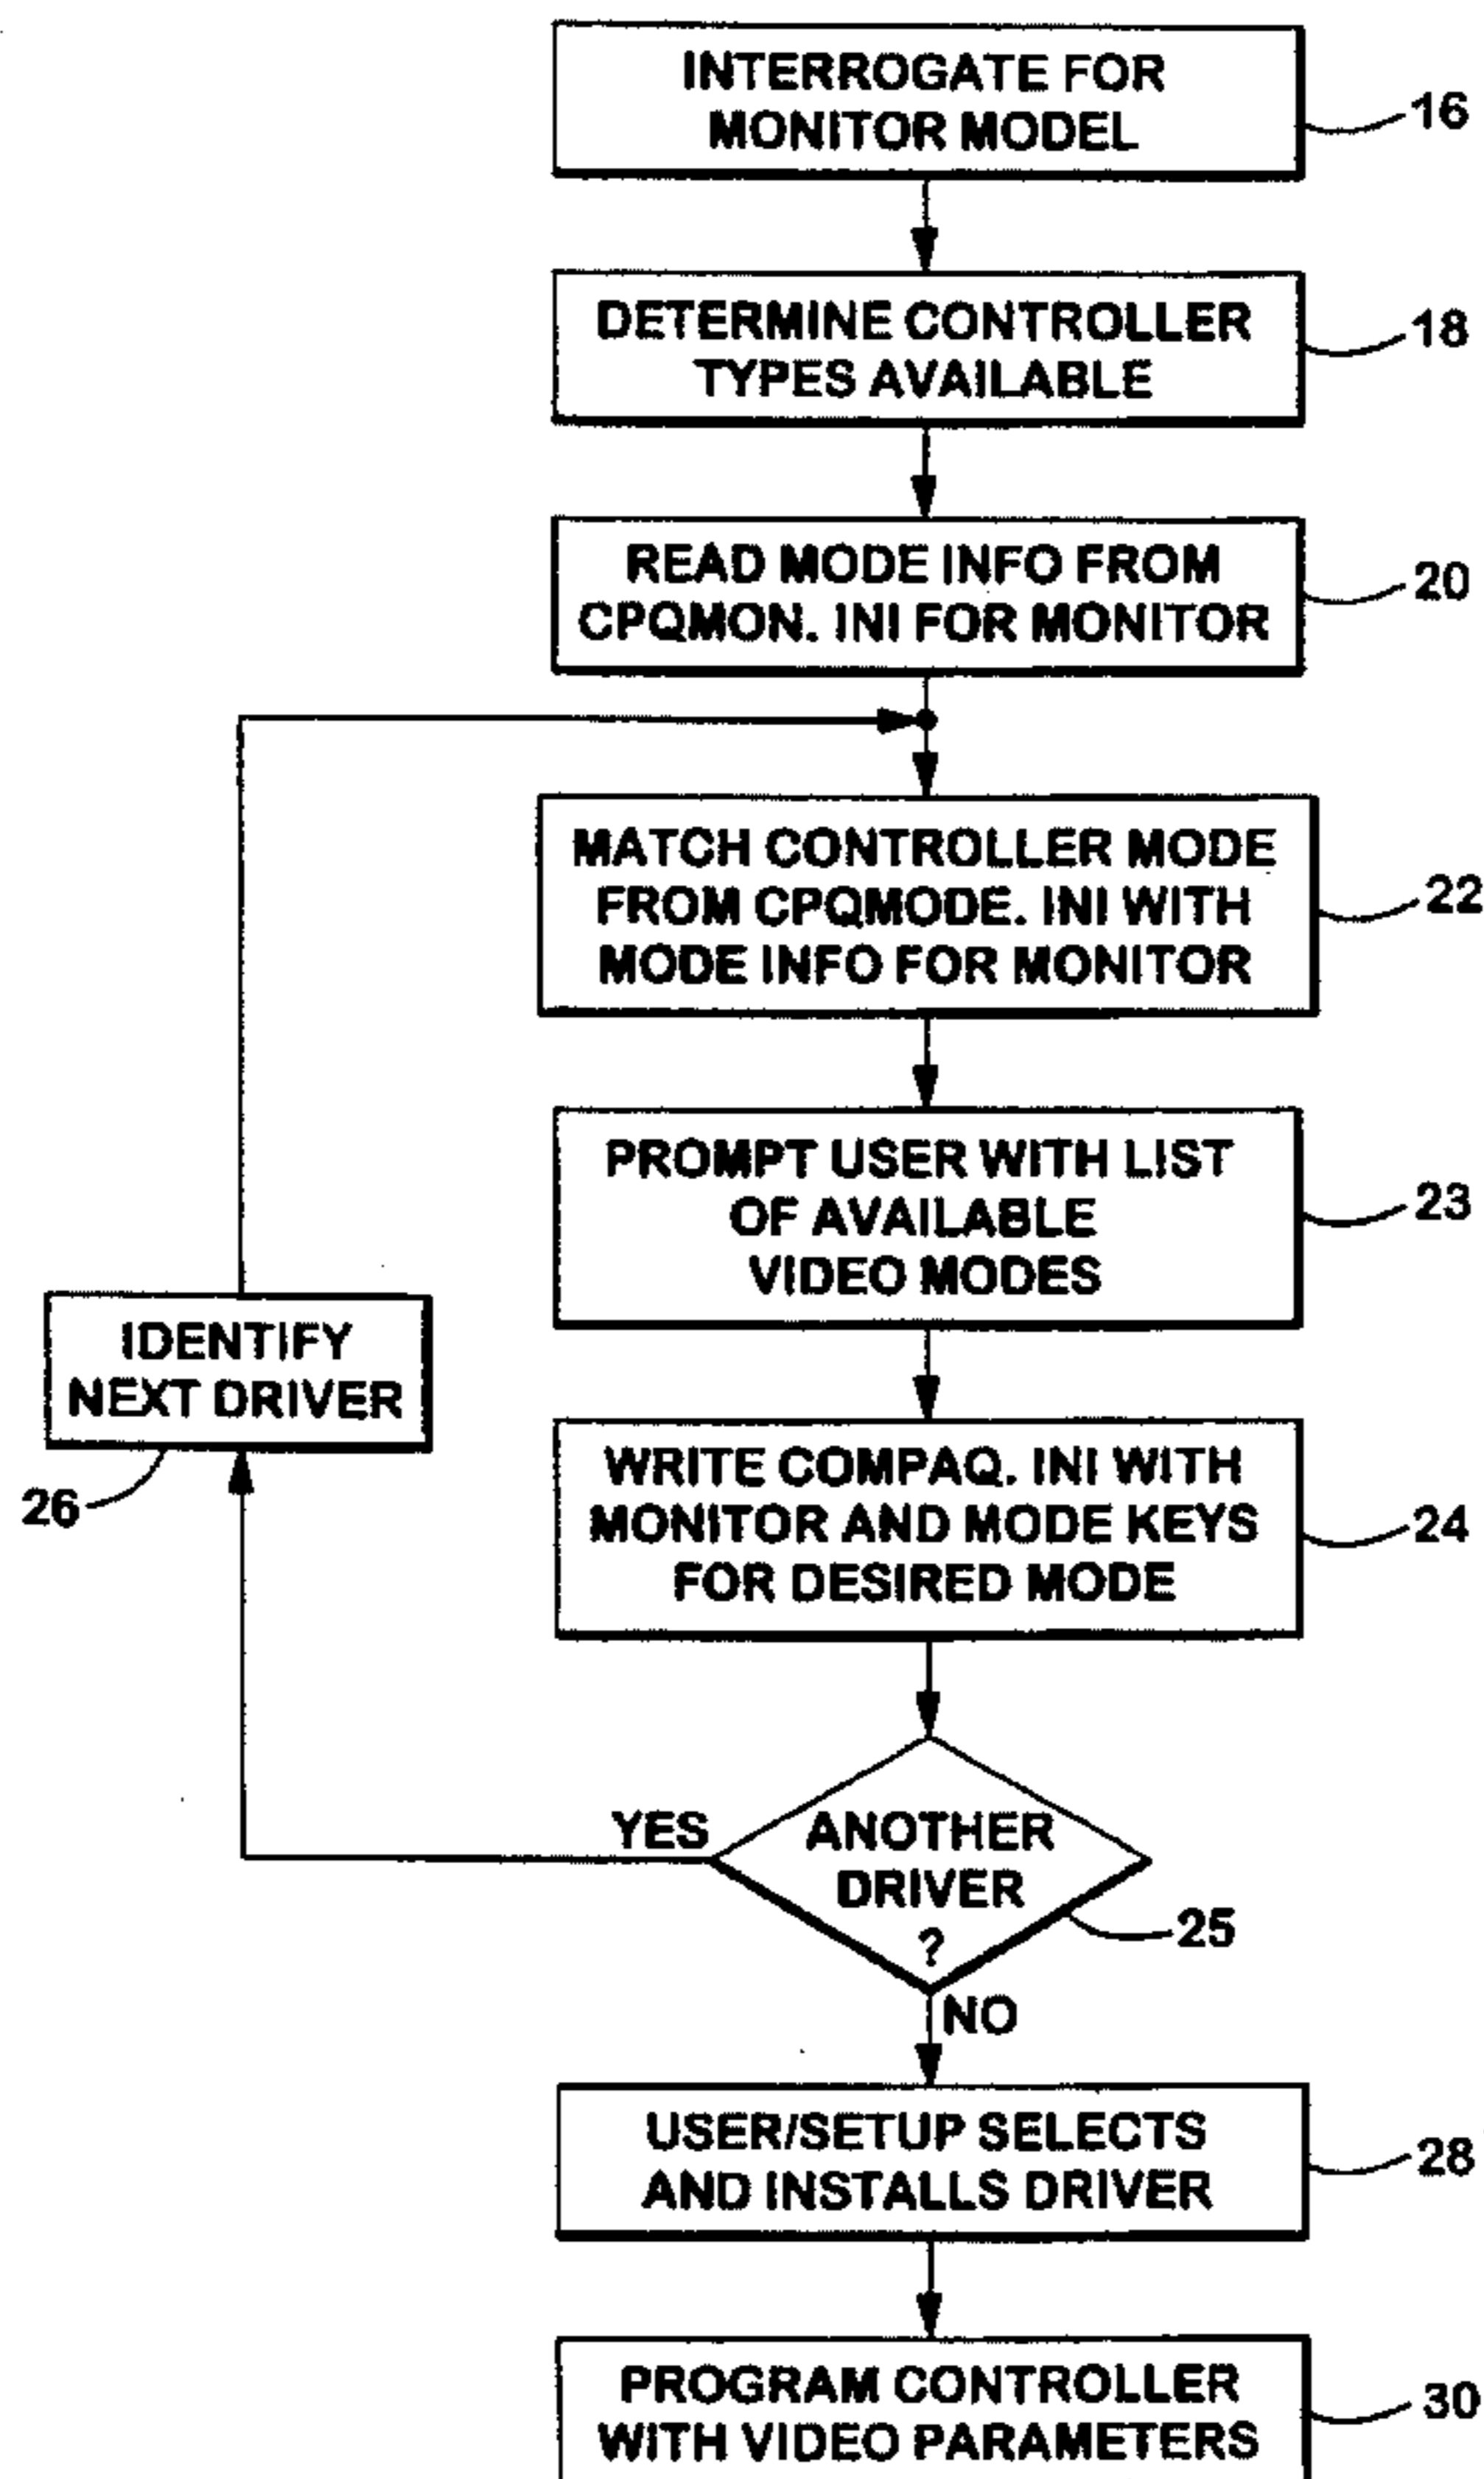 INTERROGATE FOR
MONITOR MODEL
16
DETERMINE CONTROLLER
TYPES AVAILABLE
18
READ MODE INFO FROM
CPQMON. INI FOR MONITOR
20
MATCH CONTROLLER MODE
FROM CPQMODE. INI WITH
MODE INFO FOR MONITOR
22
PROMPT USER WITH LIST
OF AVAILABLE
VIDEO MODES
23
IDENTIFY
NEXT DRIVER
26
WRITE COMPAQ. INI WITH
MONITOR AND MODE KEYS
FOR DESIRED MODE
24
YES
ANOTHER
DRIVER
?
25
NO
USER/SETUP SELECTS
AND INSTALLS DRIVER
28
PROGRAM CONTROLLER
WITH VIDEO PARAMETERS
30